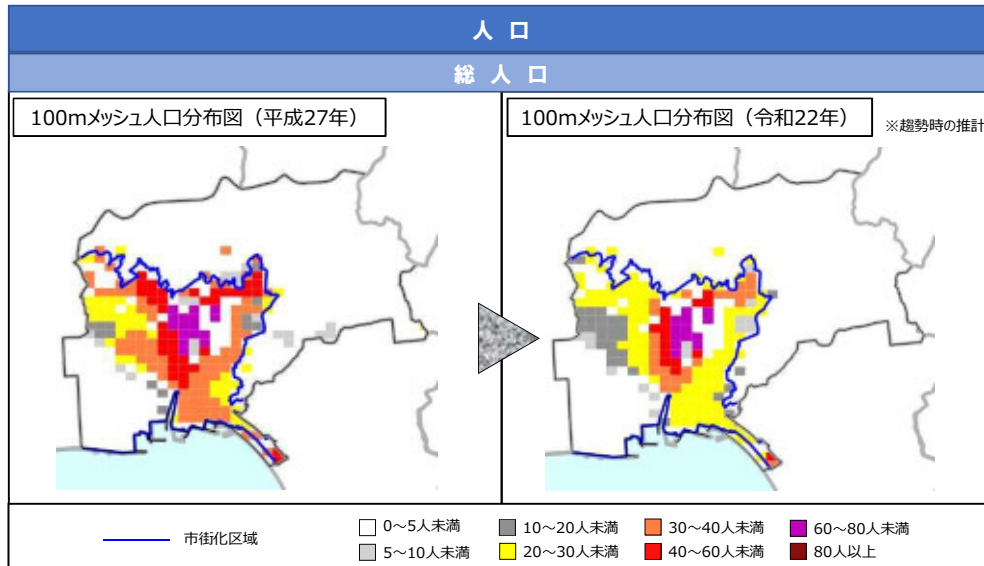 人 口
総 人 口
100mメッシュ人口分布図（平成27年）
100mメッシュ人口分布図（令和22年）
※趨勢時の推計
市街化区域
0～5人未満
10～20人未満
30～40人未満
60～80人未満
5～10人未満
20～30人未満
40～60人未満
80人以上